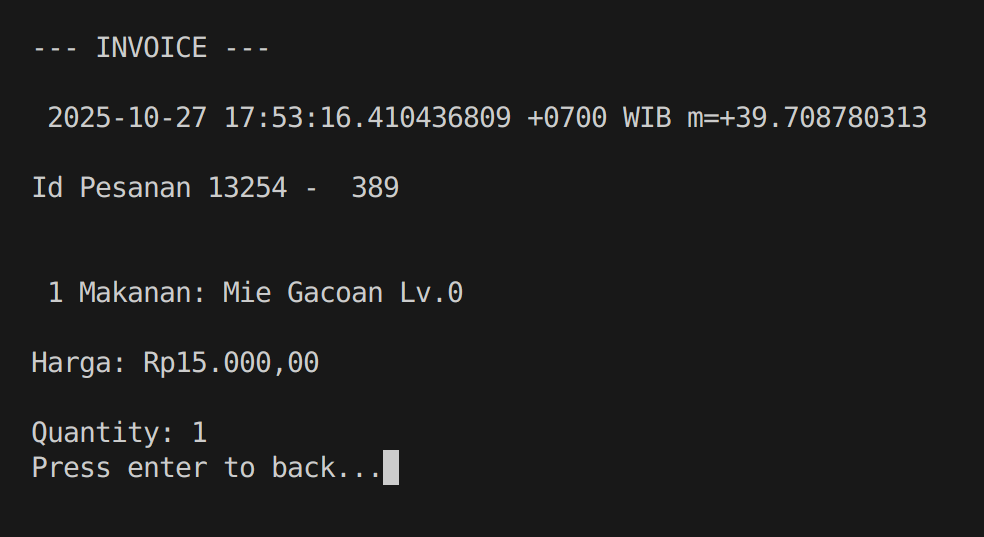 --- INVOICE ---
2025-10-27 17:53:16.410436809 +0700 WIB m=+39.708780313
Id Pesanan 13254 -  389
1 Makanan: Mie Gacoan Lv.0
Harga: Rp15.000,00
Quantity: 1
Press enter to back...